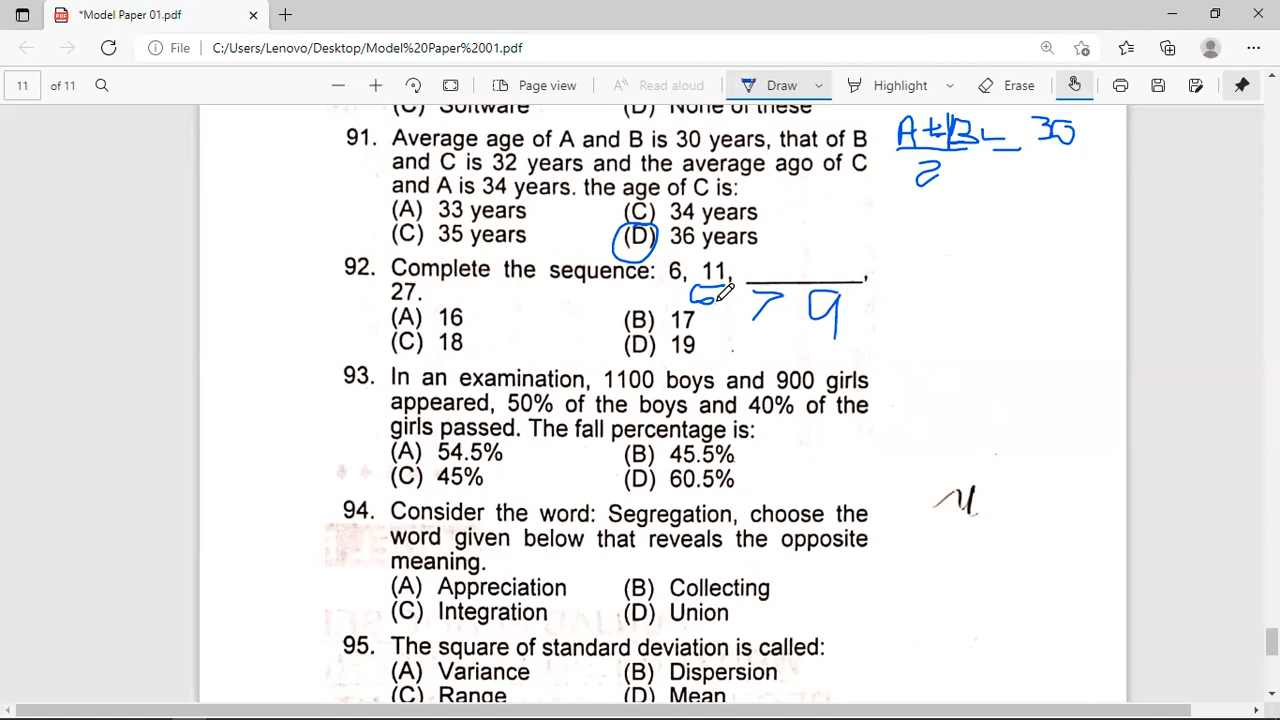 *Model Paper 01.pdf
File C:/Users/Lenovo/Desktop/Model%20Paper%2001.pdf
11 of 11 Page view Read aloud Draw Highlight Erase
(C) Software (D) None of these
91. Average age of A and B is 30 years, that of B
and C is 32 years and the average ago of C
and A is 34 years. the age of C is:
(A) 33 years (C) 34 years
(C) 35 years (D) 36 years
A+B = 30
2
92. Complete the sequence: 6, 11, __________,
27.
7 9
(A) 16 (B) 17
(C) 18 (D) 19
93. In an examination, 1100 boys and 900 girls
appeared, 50% of the boys and 40% of the
girls passed. The fall percentage is:
(A) 54.5% (B) 45.5%
(C) 45% (D) 60.5%
94. Consider the word: Segregation, choose the
word given below that reveals the opposite
meaning.
(A) Appreciation (B) Collecting
(C) Integration (D) Union
95. The square of standard deviation is called:
(A) Variance (B) Dispersion
(C) Range (D) Mean